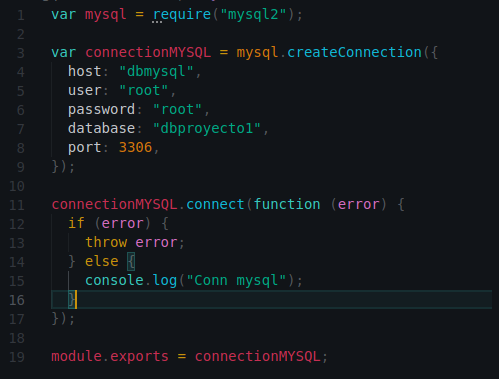 1 var mysql = require("mysql2");
2
3 var connectionMYSQL = mysql.createConnection({
4   host: "dbmysql",
5   user: "root",
6   password: "root",
7   database: "dbproyecto1",
8   port: 3306,
9 });
10
11 connectionMYSQL.connect(function (error) {
12   if (error) {
13     throw error;
14   } else {
15     console.log("Conn mysql");
16   }
17 });
18
19 module.exports = connectionMYSQL;